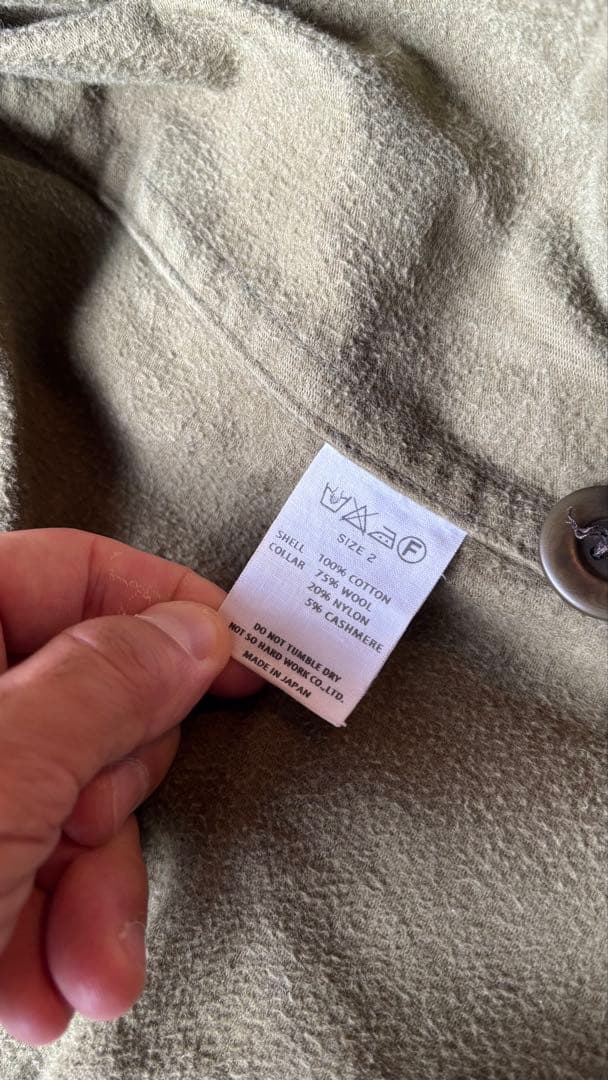 F
SIZE 2
SHELL 100% COTTON
COLLAR 75% WOOL
20% NYLON
5% CASHMERE
DO NOT TUMBLE DRY
NOT SO HARD WORK CO.,LTD.
MADE IN JAPAN